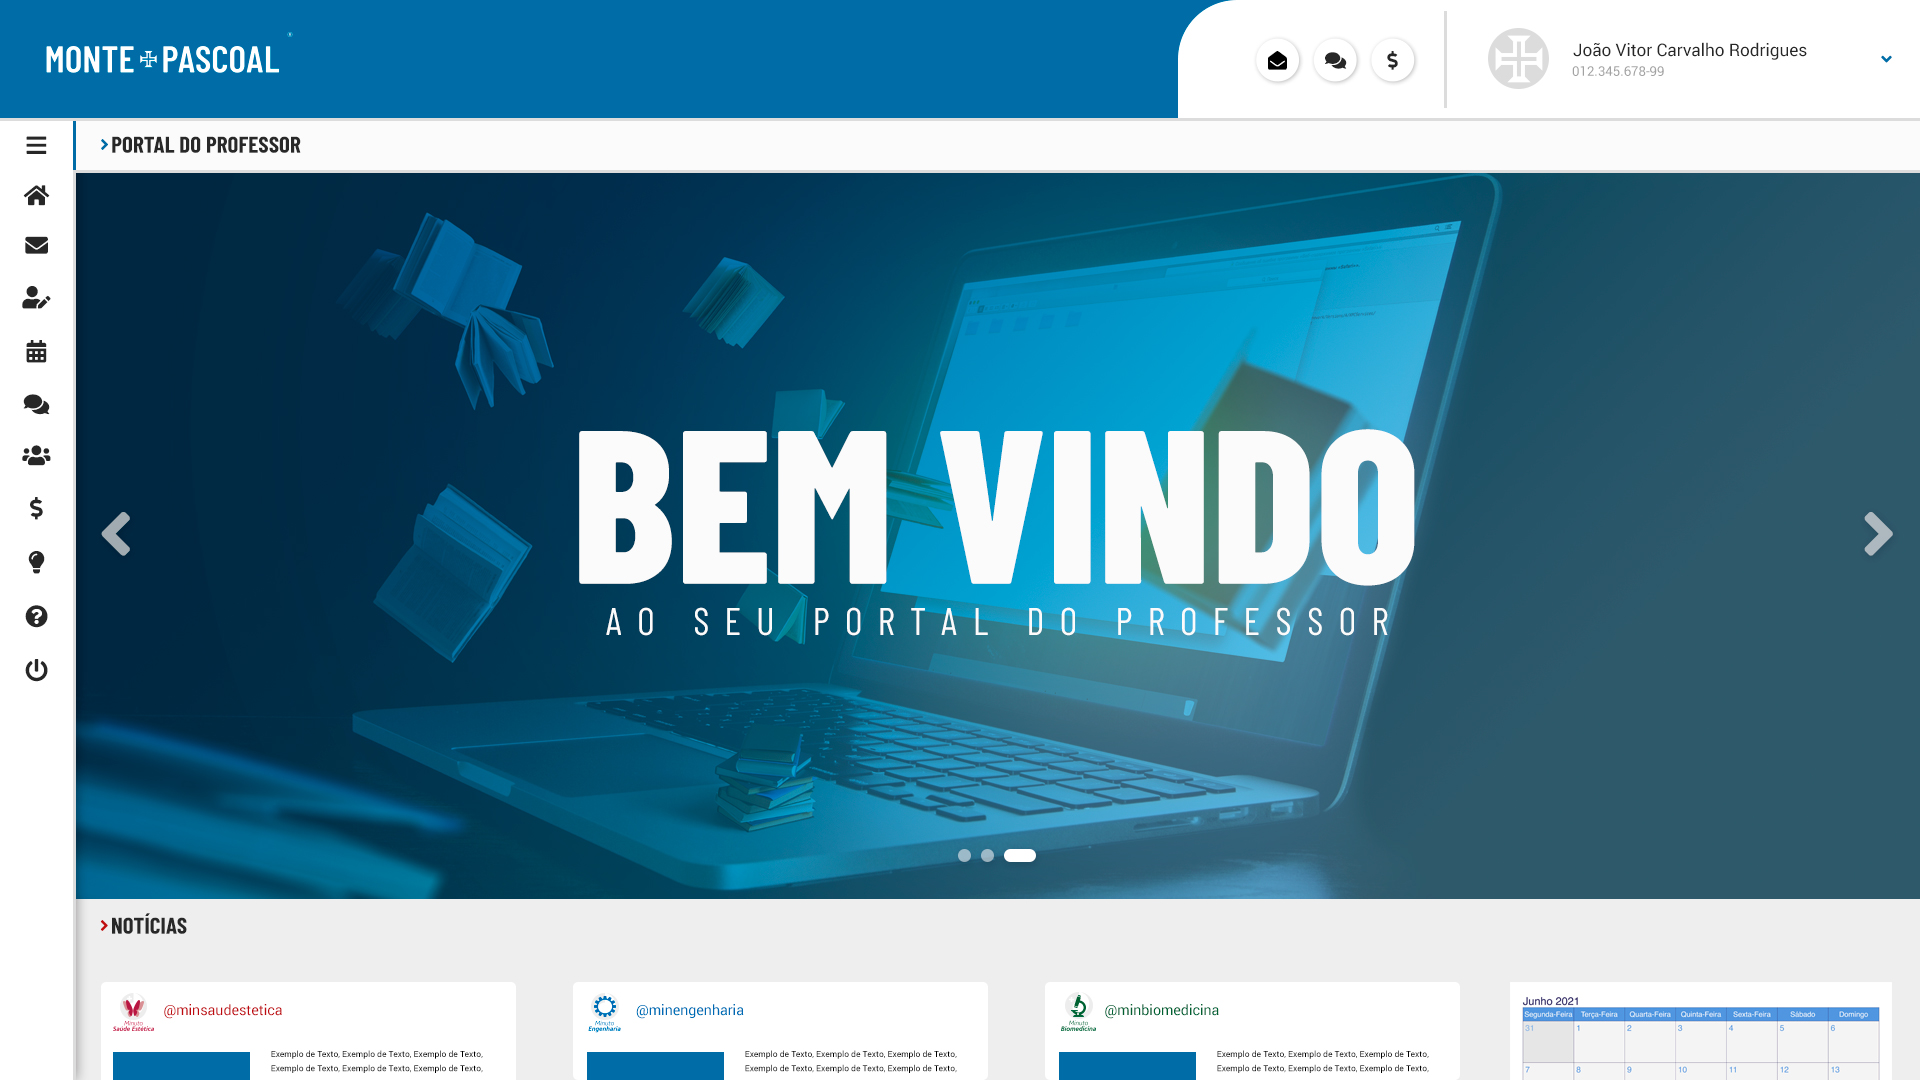 MONTE PASCOAL
João Vitor Carvalho Rodrigues
012.345.678-99
PORTAL DO PROFESSOR
BEM VINDO
AO SEU PORTAL DO PROFESSOR
NOTÍCIAS
Minuto
Saúde Estética
@minsaudestetica
Exemplo de Texto, Exemplo de Texto, Exemplo de Texto,
Exemplo de Texto, Exemplo de Texto, Exemplo de Texto,
Minuto
Engenharia
@minengenharia
Exemplo de Texto, Exemplo de Texto, Exemplo de Texto,
Exemplo de Texto, Exemplo de Texto, Exemplo de Texto,
Minuto
Biomedicina
@minbiomedicina
Exemplo de Texto, Exemplo de Texto, Exemplo de Texto,
Exemplo de Texto, Exemplo de Texto, Exemplo de Texto,
Junho 2021
Segunda-Feira Terça-Feira Quarta-Feira Quinta-Feira Sexta-Feira Sábado Domingo
31 1 2 3 4 5 6
7 8 9 10 11 12 13